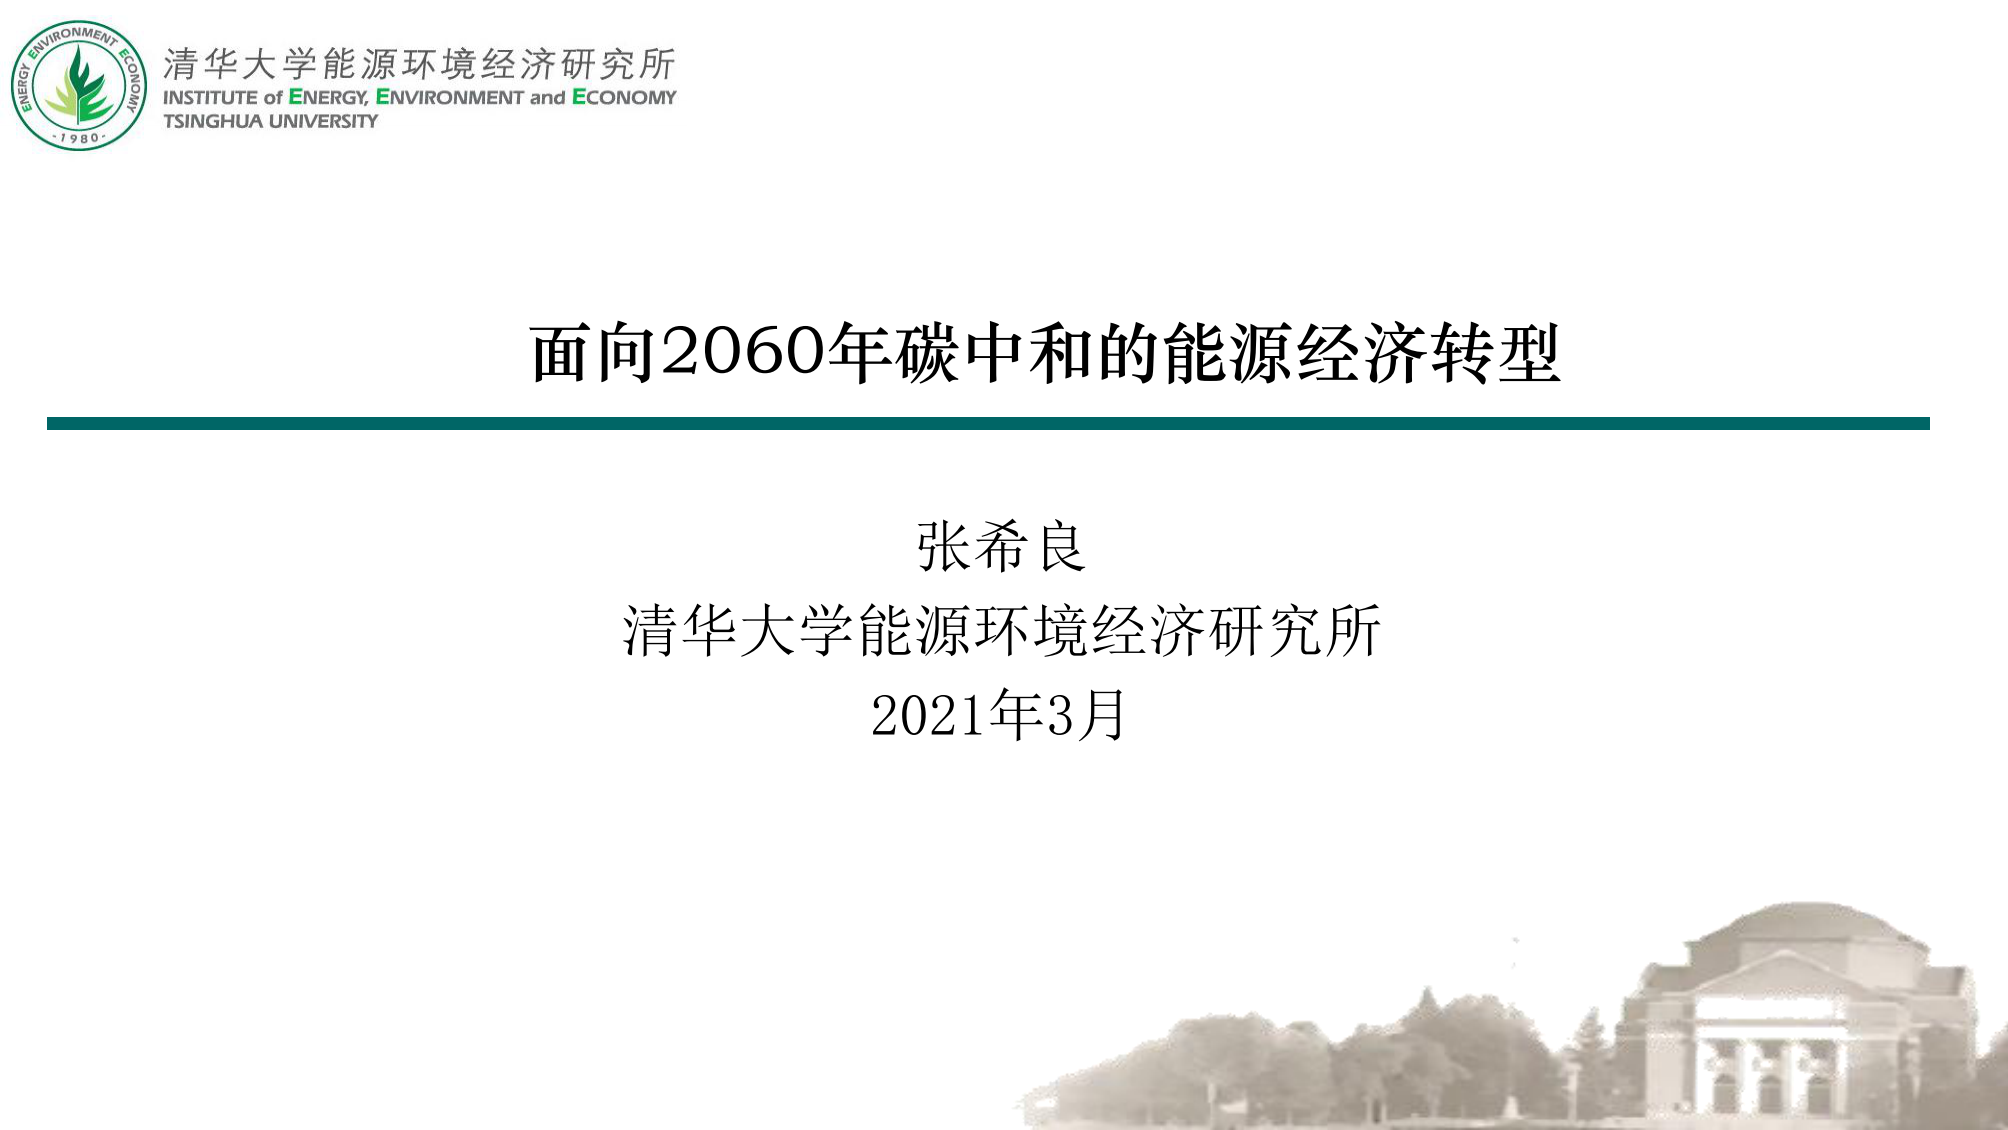 ENERGY ENVIRONMENT ECONOMY
-1980-
清华大学能源环境经济研究所
INSTITUTE of ENERGY, ENVIRONMENT and ECONOMY
TSINGHUA UNIVERSITY
面向2060年碳中和的能源经济转型
张希良
清华大学能源环境经济研究所
2021年3月